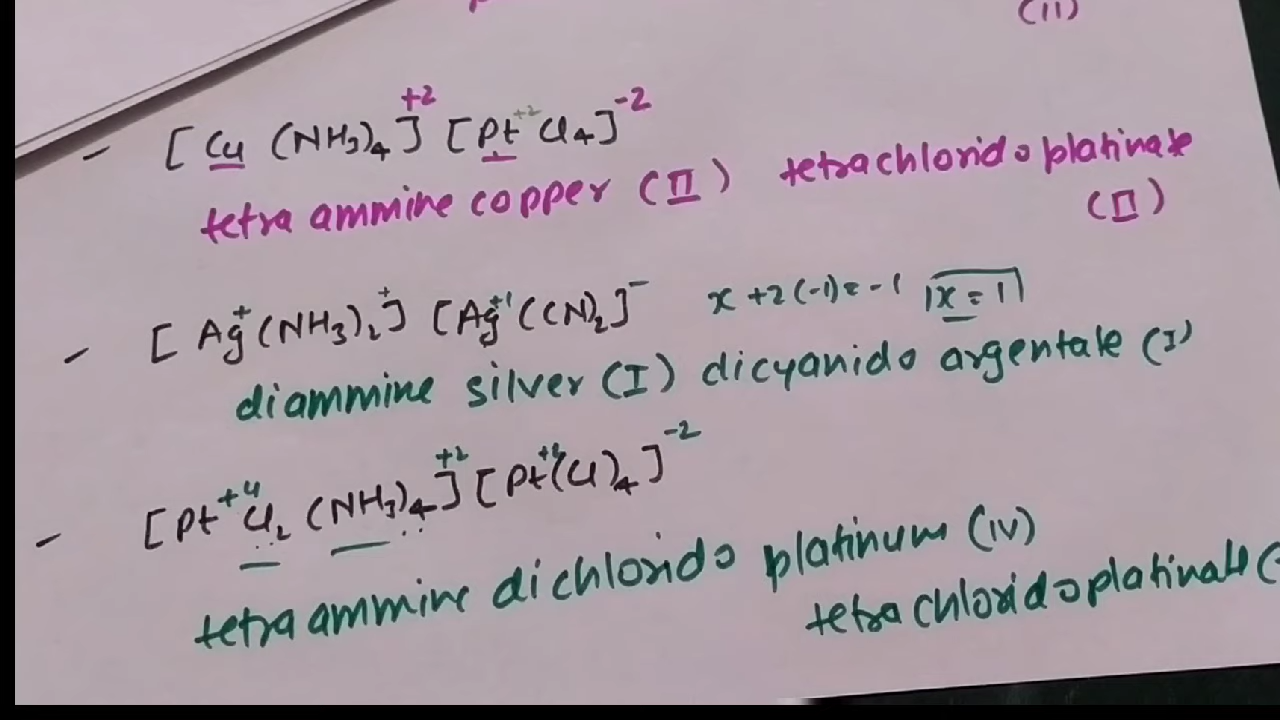 (II)
- [Cu (NH3)4]+2 [Pt+2 Cl4]-2
tetra ammine copper (II) tetrachlorido platinate
(II)
- [Ag+(NH3)2]+ [Ag+1(CN)2]- x + 2(-1) = -1 |x = 1|
diammine silver (I) dicyanido argentate (I)
- [Pt+4 Cl2 (NH3)4]+2 [Pt(Cl)4]-2
tetra ammine dichlorido platinum (iv)
tetra chlorido platinate (